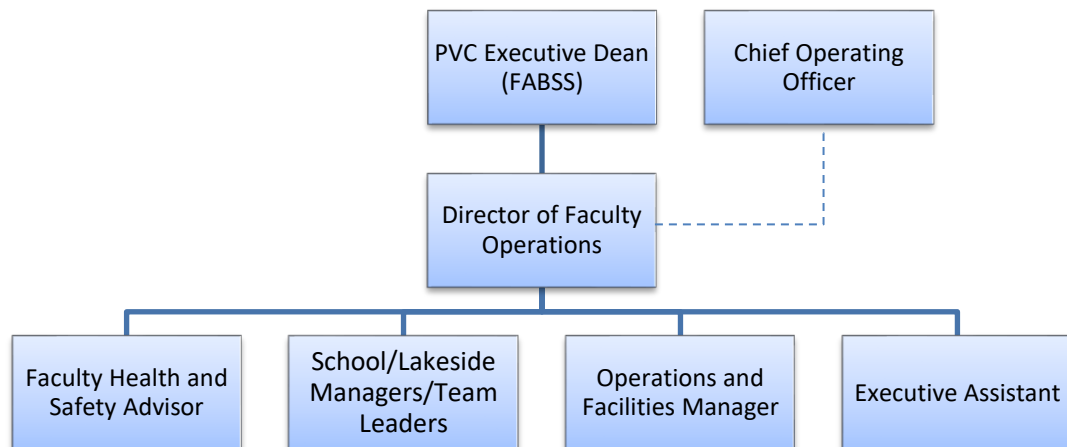 PVC Executive Dean
(FABSS)
Chief Operating
Officer
Director of Faculty
Operations
Faculty Health and
Safety Advisor
School/Lakeside
Managers/Team
Leaders
Operations and
Facilities Manager
Executive Assistant